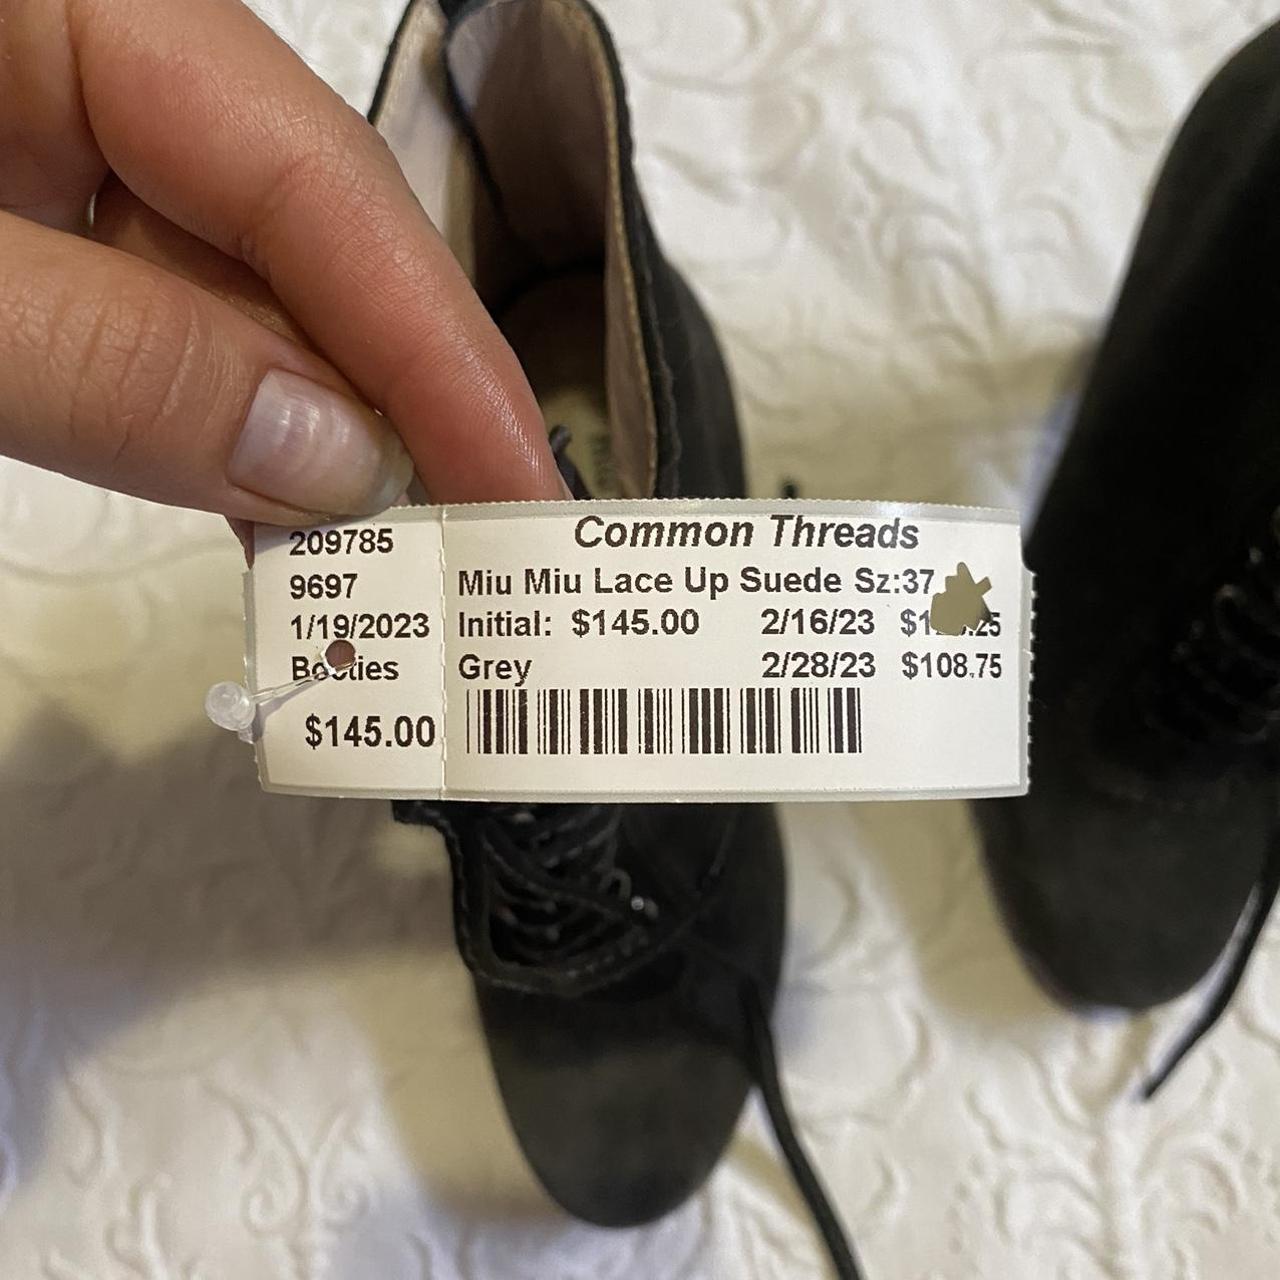 209785
9697
1/19/2023
$145.00
Common Threads
Miu Miu Lace Up Suede Sz:37
Initial: $145.00 2/16/23
Grey 2/28/23 $108.75